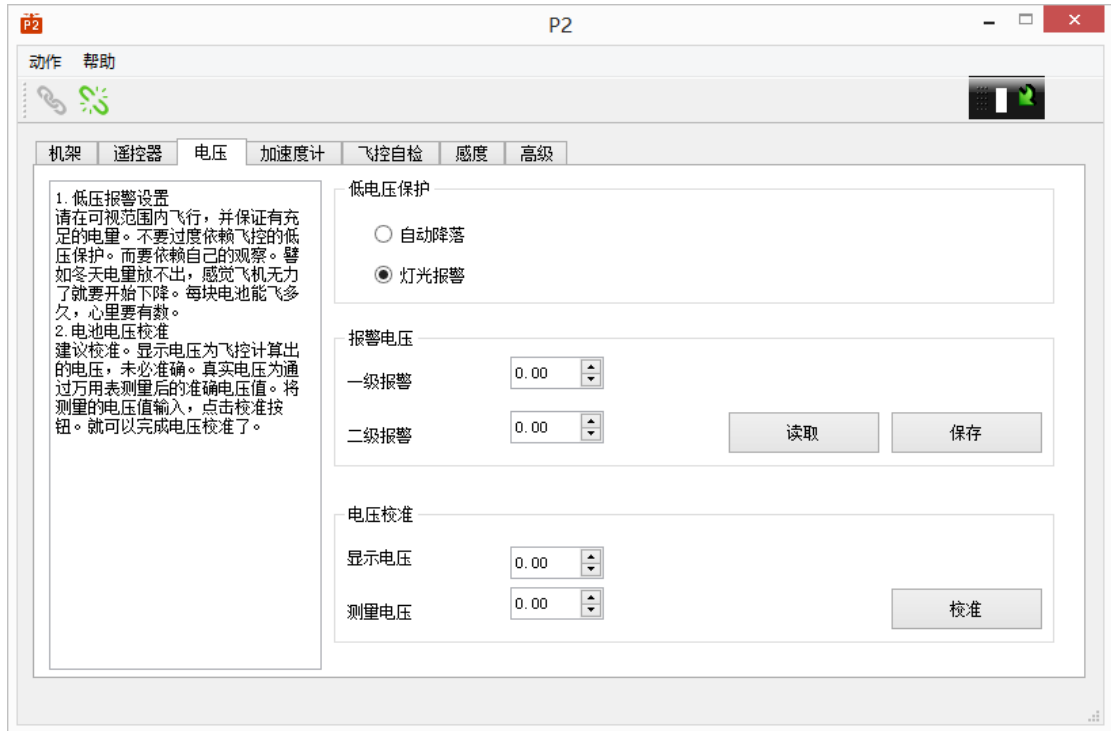 P2
P2
动作 帮助
机架 遥控器 电压 加速度计 飞控自检 感度 高级
1.低压报警设置
请在可视范围内飞行，并保证有充
足的电量。不要过度依赖飞控的低
压保护。而要依赖自己的观察。譬
如冬天电量放不出，感觉飞机无力
了就要开始下降。每块电池能飞多
久，心里要有数。
2.电池电压校准
建议校准。显示电压为飞控计算出
的电压，未必准确。真实电压为通
过万用表测量后的准确电压值。将
测量的电压值输入，点击校准按
钮。就可以完成电压校准了。
低电压保护
自动降落
灯光报警
报警电压
一级报警 0.00
二级报警 0.00 读取 保存
电压校准
显示电压 0.00
测量电压 0.00 校准